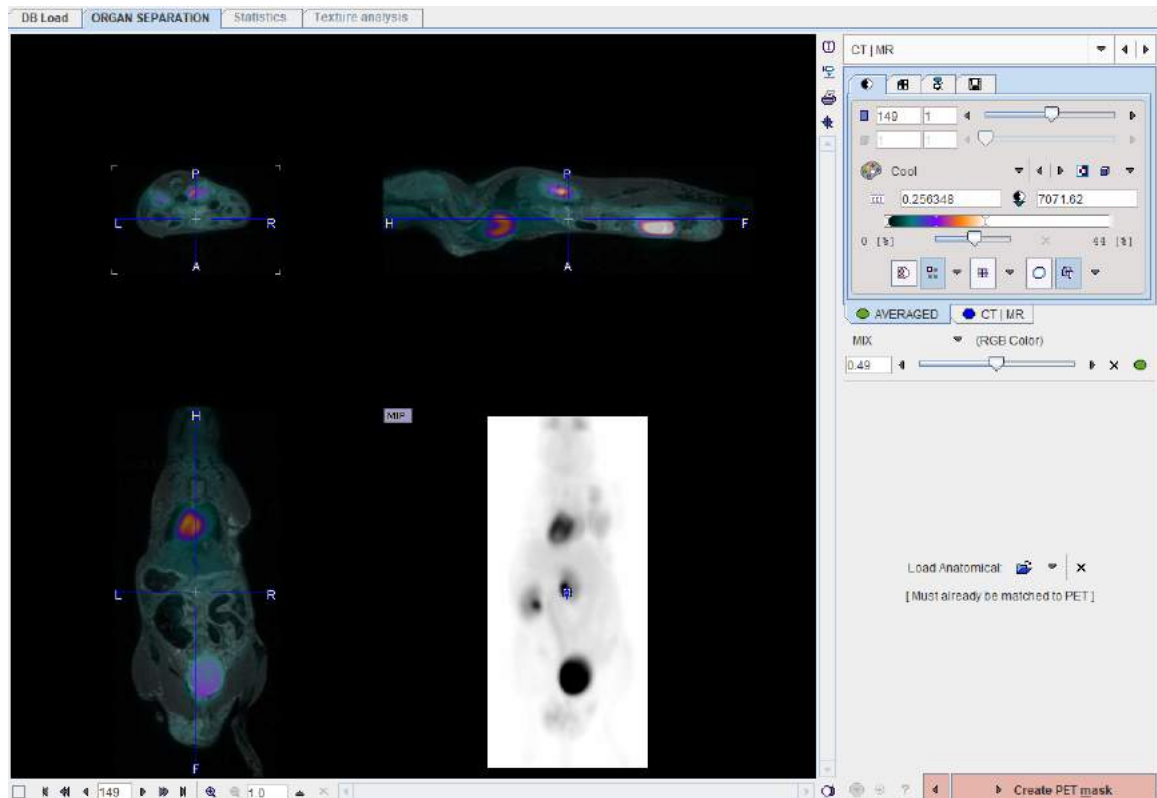 DB Load ORGAN SEPARATION Statistics Texture analysis
CT | MR
149 1
1 1
Cool
0.256348 7071.62
0 [%] 44 [%]
AVERAGED CT | MR
MIX (RGB Color)
0.49
P
L R
A
P
H F
A
H
L R
F
MIP
Load Anatomical:
[ Must already be matched to PET ]
149 1.0
? Create PET mask